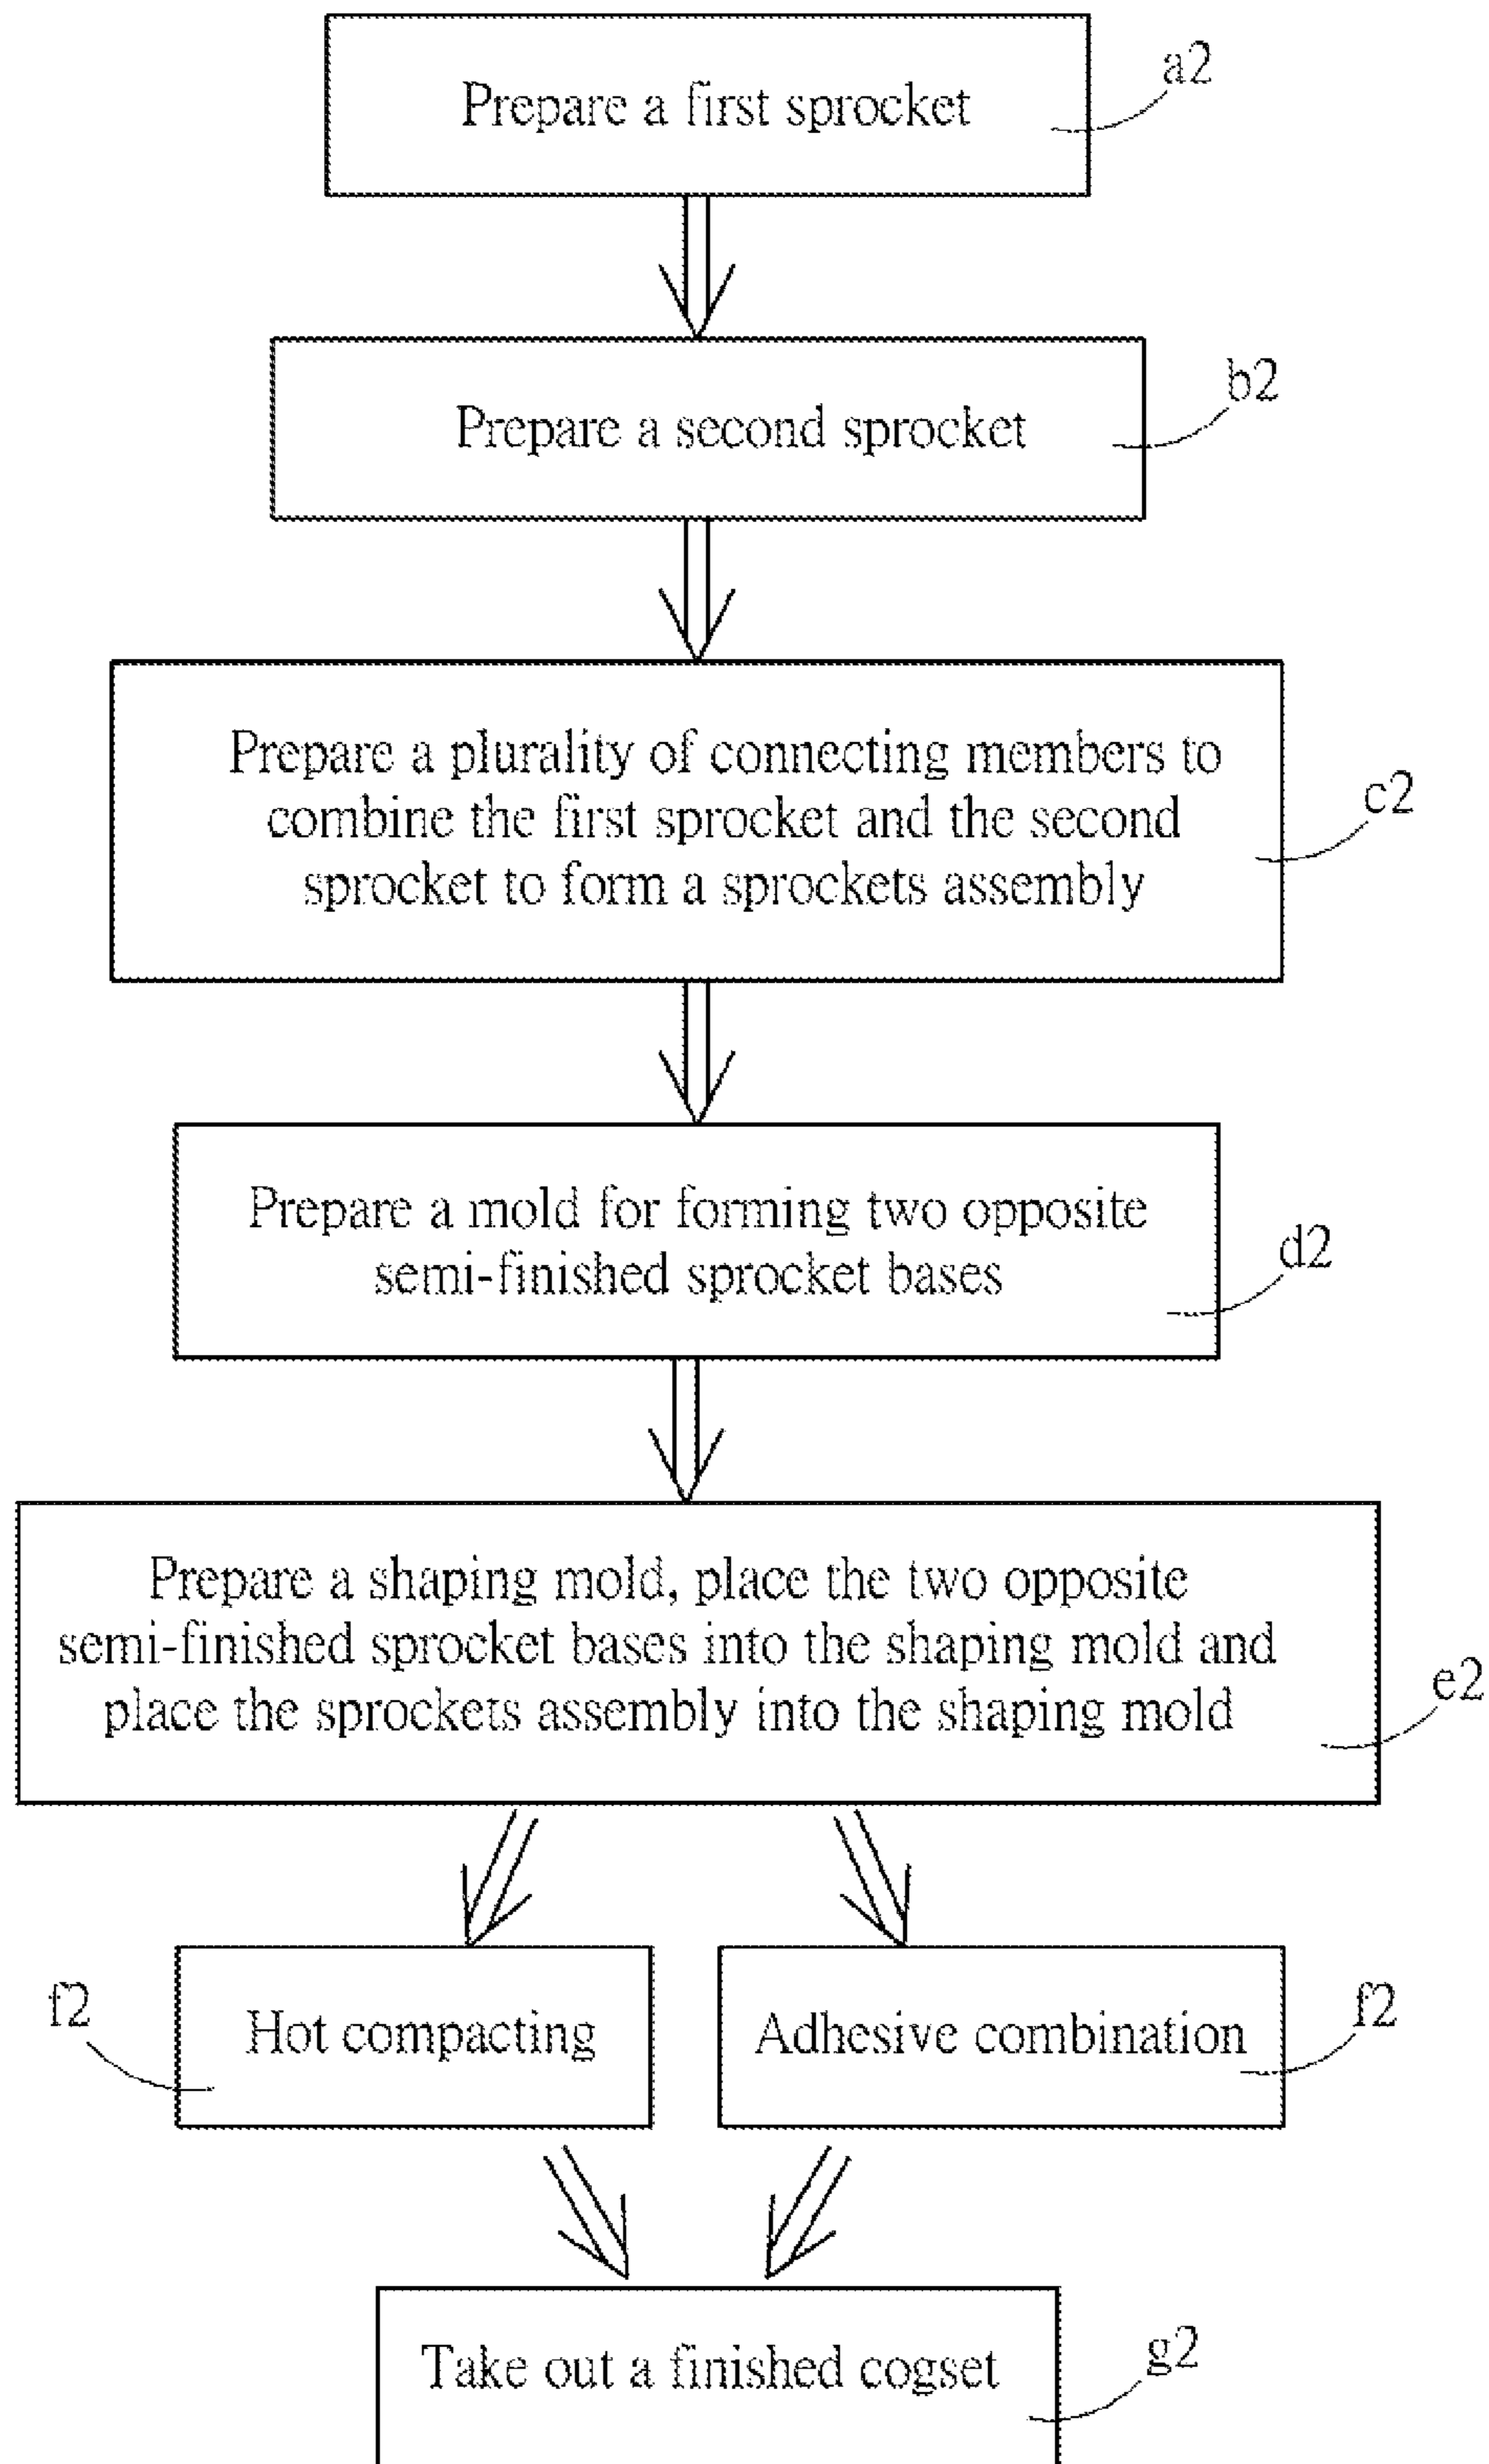 Prepare a first sprocket
a2
Prepare a second sprocket
b2
Prepare a plurality of connecting members to
combine the first sprocket and the second
sprocket to form a sprockets assembly
c2
Prepare a mold for forming two opposite
semi-finished sprocket bases
d2
Prepare a shaping mold, place the two opposite
semi-finished sprocket bases into the shaping mold and
place the sprockets assembly into the shaping mold
e2
f2
Hot compacting
Adhesive combination
f2
Take out a finished cogset
g2